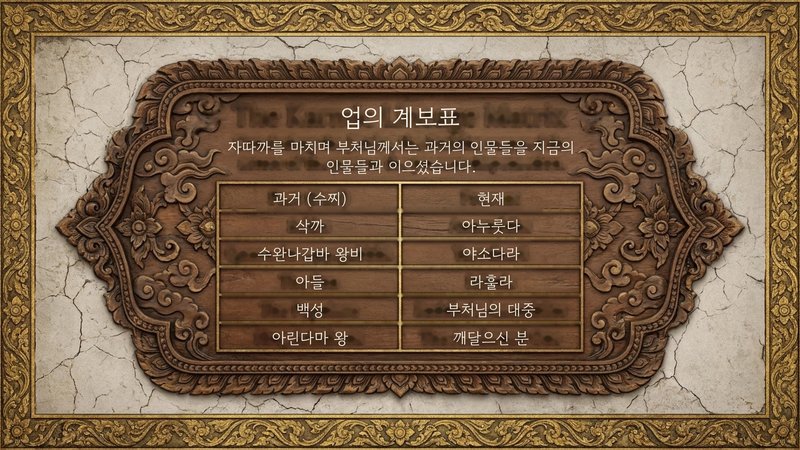 업의 계보표
자따까를 마치며 부처님께서는 과거의 인물들을 지금의
인물들과 이으셨습니다.
과거 (수찌) 현재
삭까 아누룻다
수완나갑바 왕비 야소다라
아들 라훌라
백성 부처님의 대중
아린다마 왕 깨달으신 분